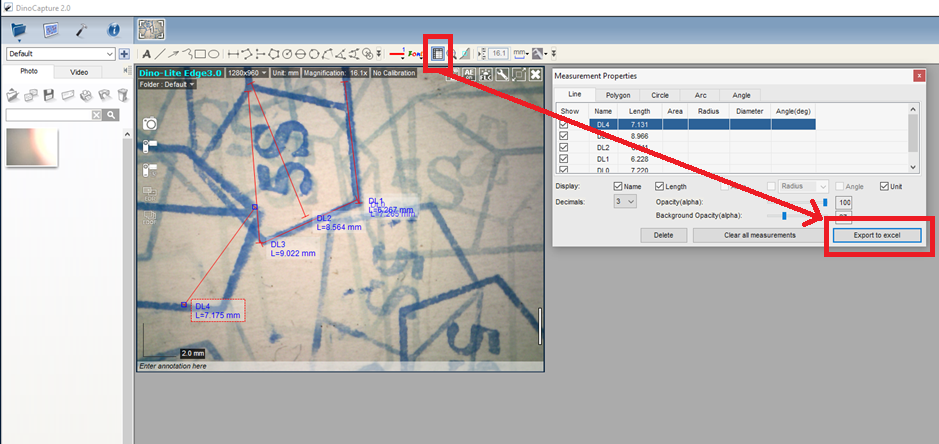 DinoCapture 2.0
Default
Photo
Video
A
16.1
mm
Dino-Lite Edge3.0
1280x960
Unit: mm
Magnification: 16.1x
No Calibration
Folder : Default
AE
55
DL1
L=6.267 mm
DL2
L=8.564 mm
DL3
L=9.022 mm
DL4
L=7.175 mm
2.0 mm
Enter annotation here
Measurement Properties
x
Line
Polygon
Circle
Arc
Angle
Show
Name
Length
Area
Radius
Diameter
Angle(deg)
DL4
7.131
8.966
DL2
DL1
6.228
DL0
7.220
Display:
Name
Length
Radius
Angle
Unit
Decimals:
3
Opacity(alpha):
100
Background Opacity(alpha):
Delete
Clear all measurements
Export to excel